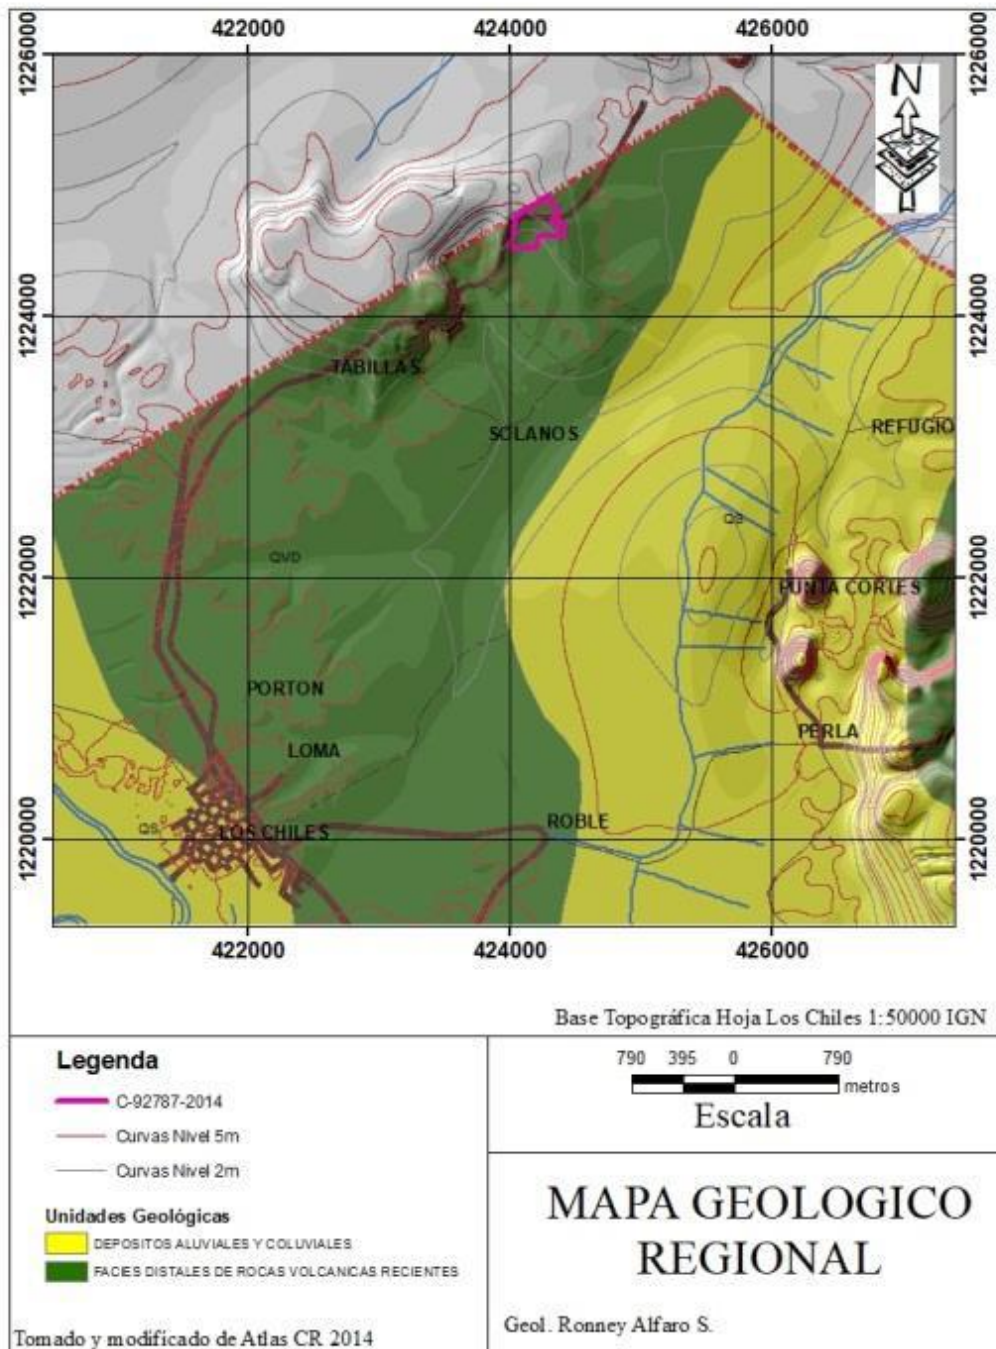 422000 424000 426000
1226000 1226000
N
1224000 1224000
TABILLAS
SOLANOS
REFUGIO
QS
QVD
1222000 1222000
PUNTA CORTES
PORTON
LOMA
PERLA
ROBLE
QS
LOS CHILES
1220000 1220000
422000 424000 426000
Base Topográfica Hoja Los Chiles 1:50000 IGN
Legenda
C-92787-2014
Curvas Nivel 5m
Curvas Nivel 2m
Unidades Geológicas
DEPOSITOS ALUVIALES Y COLUVIALES
FACIES DISTALES DE ROCAS VOLCANICAS RECIENTES
Tomado y modificado de Atlas CR 2014
790 395 0 790
metros
Escala
MAPA GEOLOGICO
REGIONAL
Geol. Ronney Alfaro S.